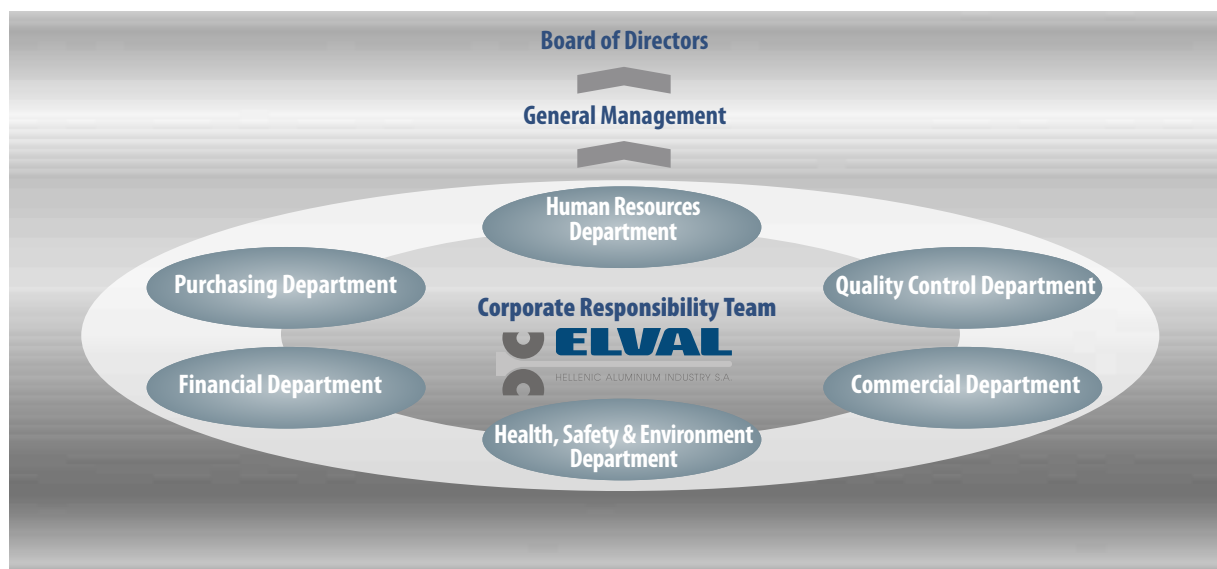 Board of Directors
General Management
Human Resources
Department
Purchasing Department
Quality Control Department
Corporate Responsibility Team
ELVAL
HELLENIC ALUMINIUM INDUSTRY S.A.
Financial Department
Commercial Department
Health, Safety & Environment
Department